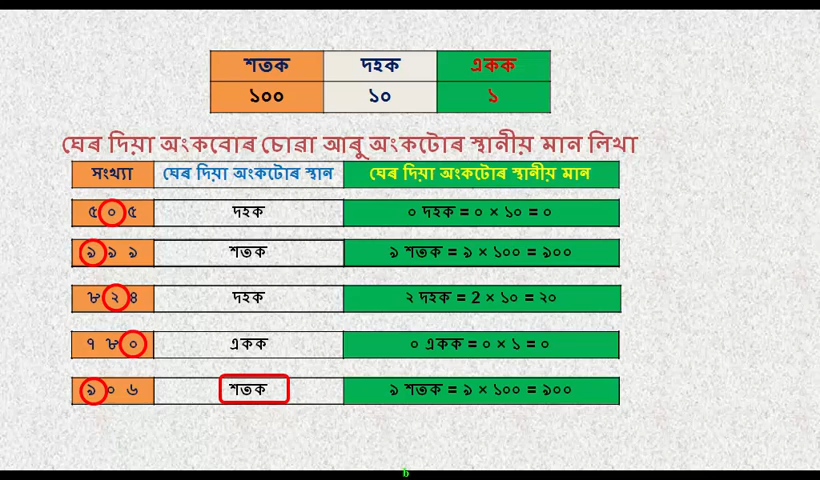 শতক দহক একক
১০০ ১০ ১
ঘেৰ দিয়া অংকবোৰ চোৱা আৰু অংকটোৰ স্থানীয় মান লিখা
সংখ্যা ঘেৰ দিয়া অংকটোৰ স্থান ঘেৰ দিয়া অংকটোৰ স্থানীয় মান
৫ ০ ৫ দহক ০ দহক = ০ × ১০ = ০
৯ ৯ ৯ শতক ৯ শতক = ৯ × ১০০ = ৯০০
৮ ২ ৪ দহক ২ দহক = 2 × ১০ = ২০
৭ ৮ ০ একক ০ একক = ০ × ১ = ০
৯ ০ ৬ শতক ৯ শতক = ৯ × ১০০ = ৯০০
b